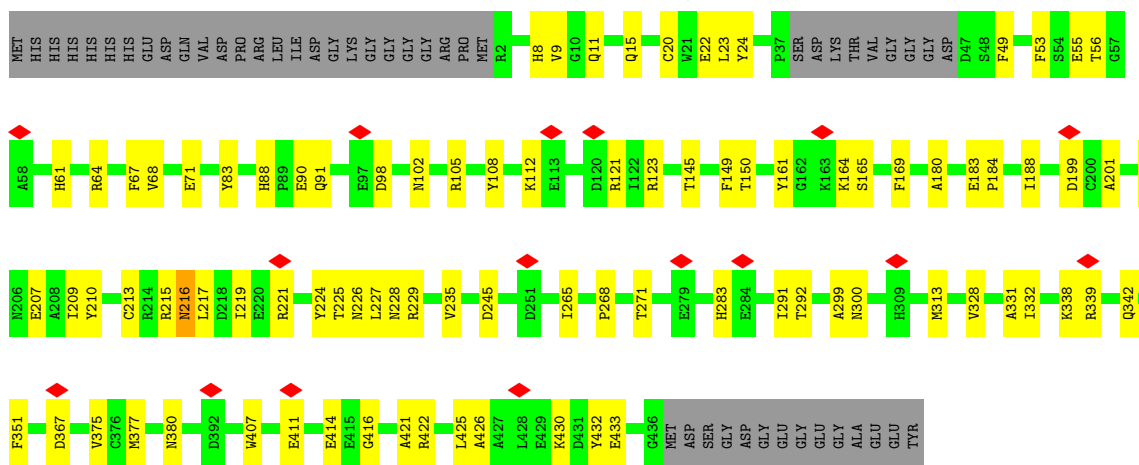 MET HIS HIS HIS HIS HIS HIS GLU ASP GLN VAL ASP PRO ARG LEU ILE ASP GLY LYS GLY GLY GLY GLY ARG PRO MET R2 H8 V9 G10 Q11 Q15 C20 W21 E22 L23 Y24 P37 SER ASP LYS THR VAL GLY GLY GLY ASP D47 S48 F49 F53 S54 E55 T56 G57
A58 H61 R64 F67 V68 E71 Y83 H88 P89 E90 Q91 E97 D98 N102 R105 Y108 K112 E113 D120 R121 I122 R123 T145 F149 T150 Y161 G162 K163 K164 S165 F169 A180 E183 P184 I188 D199 C200 A201
N206 E207 A208 I209 Y210 C213 R214 R215 N216 L217 D218 I219 E220 R221 Y224 T225 N226 L227 N228 R229 V235 D245 D251 I265 P268 T271 E279 H283 E284 I291 T292 A299 N300 H309 M313 V328 A331 I332 K338 R339 Q342
F351 D367 V375 C376 M377 N380 D392 W407 E411 E414 E415 G416 A421 R422 L425 A426 A427 L428 E429 K430 D431 Y432 E433 G436 MET ASP SER GLY ASP GLY GLU GLY GLU GLY ALA GLU GLU TYR